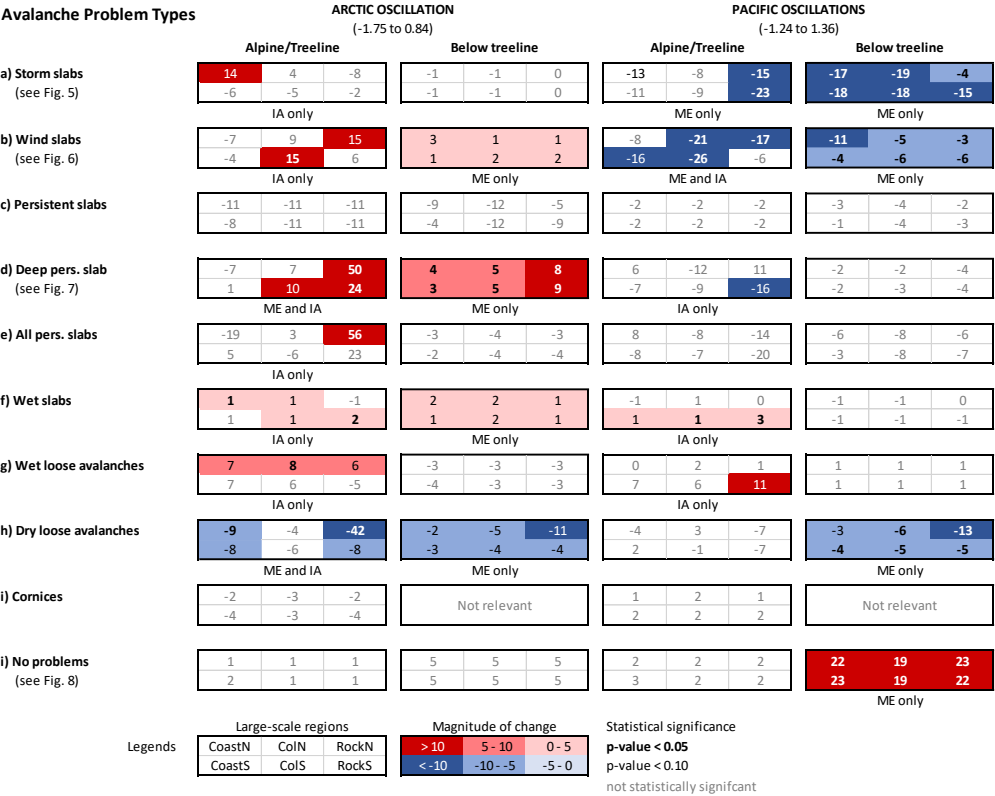 Avalanche Problem Types ARCTIC OSCILLATION PACIFIC OSCILLATIONS
(-1.75 to 0.84) (-1.24 to 1.36)
Alpine/Treeline Below treeline Alpine/Treeline Below treeline
a) Storm slabs 14 4 -8 -1 -1 0 -13 -8 -15 -17 -19 -4
(see Fig. 5) -6 -5 -2 -1 -1 0 -11 -9 -23 -18 -18 -15
IA only ME only ME only
b) Wind slabs -7 9 15 3 1 1 -8 -21 -17 -11 -5 -3
(see Fig. 6) -4 15 6 1 2 2 -16 -26 -6 -4 -6 -6
IA only ME only ME and IA ME only
c) Persistent slabs -11 -11 -11 -9 -12 -5 -2 -2 -2 -3 -4 -2
-8 -11 -11 -4 -12 -9 -2 -2 -2 -1 -4 -3
d) Deep pers. slab -7 7 50 4 5 8 6 -12 11 -2 -2 -4
(see Fig. 7) 1 10 24 3 5 9 -7 -9 -16 -2 -3 -4
ME and IA ME only IA only
e) All pers. slabs -19 3 56 -3 -4 -3 8 -8 -14 -6 -8 -6
5 -6 23 -2 -4 -4 -8 -7 -20 -3 -8 -7
IA only
f) Wet slabs 1 1 -1 2 2 1 -1 1 0 -1 -1 0
1 1 2 1 2 1 1 1 3 -1 -1 -1
IA only ME only IA only
g) Wet loose avalanches 7 8 6 -3 -3 -3 0 2 1 1 1 1
7 6 -5 -4 -3 -3 7 6 11 1 1 1
IA only IA only
h) Dry loose avalanches -9 -4 -42 -2 -5 -11 -4 3 -7 -3 -6 -13
-8 -6 -8 -3 -4 -4 2 -1 -7 -4 -5 -5
ME and IA ME only ME only
i) Cornices -2 -3 -2 Not relevant 1 2 1 Not relevant
-4 -3 -4 2 2 2
i) No problems 1 1 1 5 5 5 2 2 2 22 19 23
(see Fig. 8) 2 1 1 5 5 5 3 2 2 23 19 22
ME only
Large-scale regions Magnitude of change Statistical significance
Legends CoastN ColN RockN > 10 5 - 10 0 - 5 p-value < 0.05
CoastS ColS RockS < -10 -10 - -5 -5 - 0 p-value < 0.10
not statistically signifcant